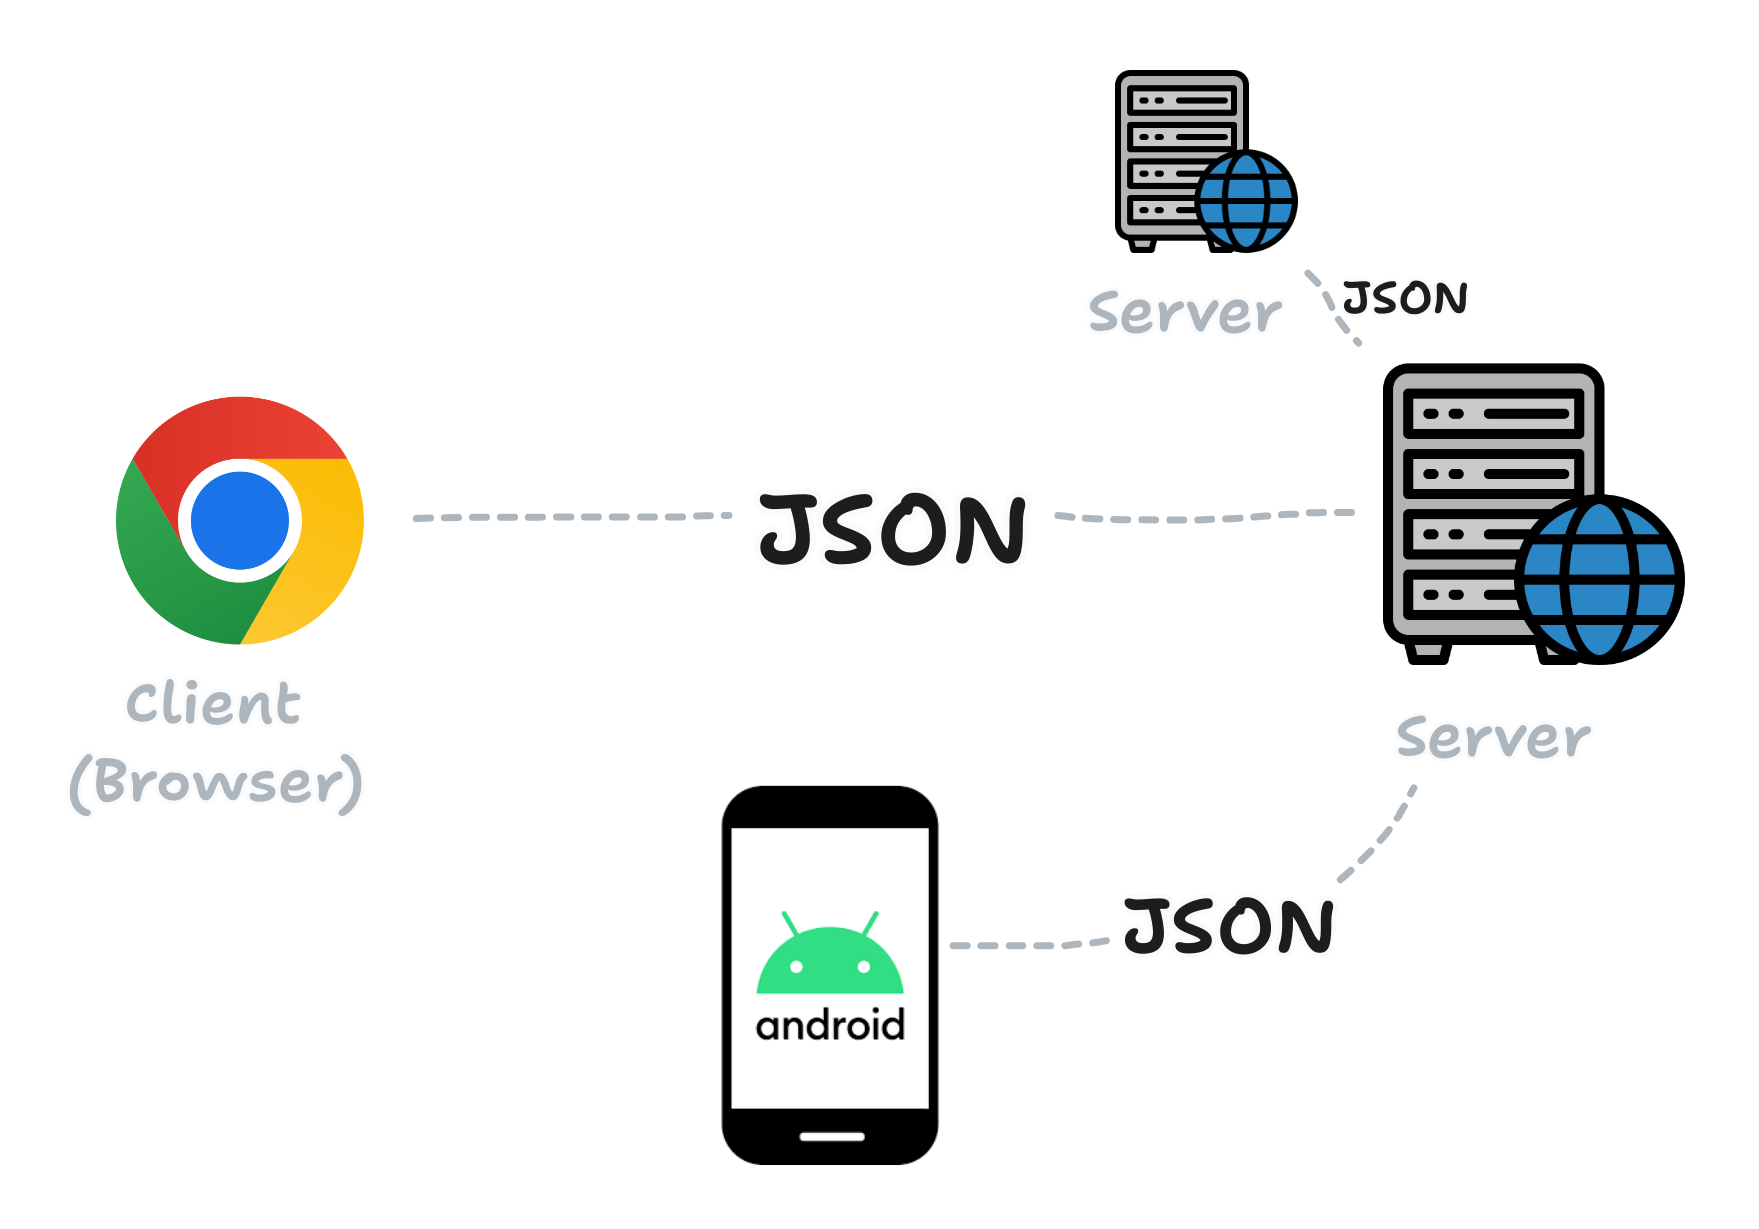 Server
JSON
JSON
Client
(Browser)
Server
JSON
android